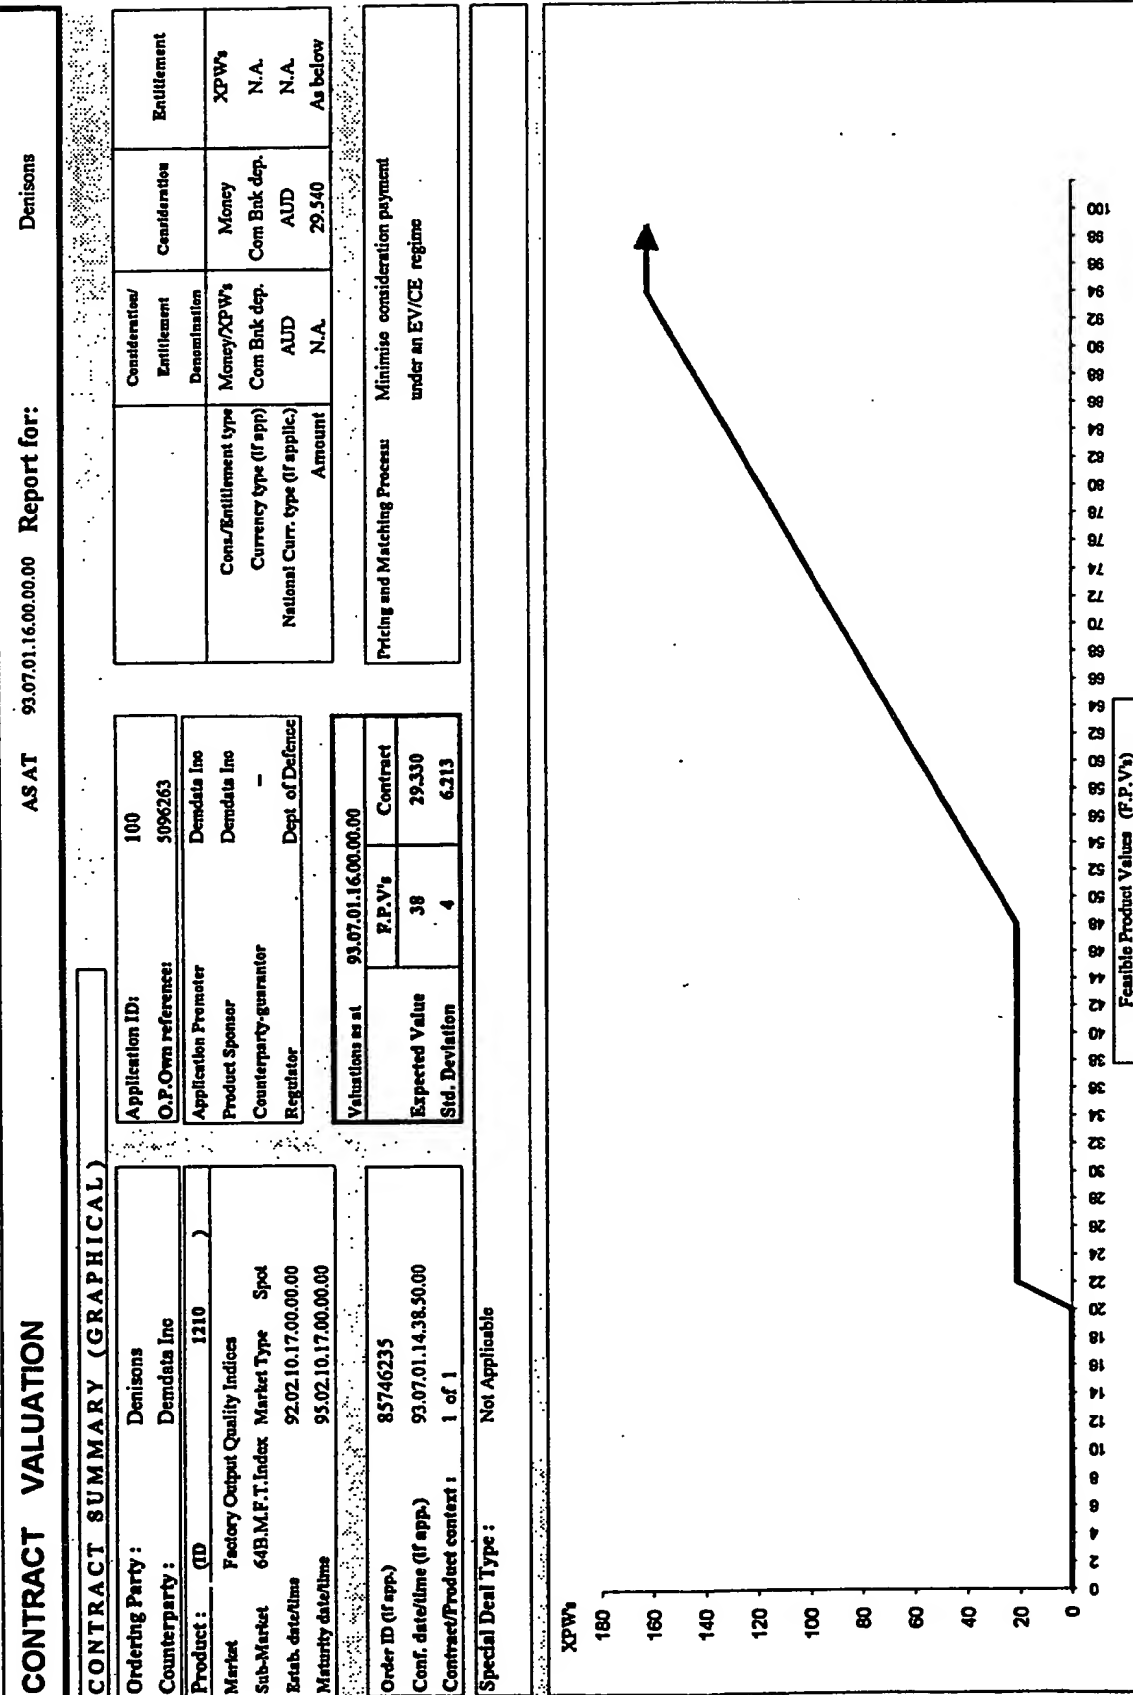 CONTRACT VALUATION AS AT 93.07.01.16.00.00.00 Report for: Denisons
CONTRACT SUMMARY (GRAPHICAL)
Ordering Party : Denisons
Counterparty : Demdata Inc
Product : (ID 1210 )
Market Factory Output Quality Indices
Sub-Market 64B.M.F.T.Index Market Type Spot
Estab. date/time 92.02.10.17.00.00.00
Maturity date/time 95.02.10.17.00.00.00
Application ID: 100
O.P.Own reference: 5096263
Application Promoter Demdata Inc
Product Sponsor Demdata Inc
Counterparty-guarantor –
Regulator Dept of Defence
Consideration/ Entitlement Denomination Consideration Entitlement
Cons./Entitlement type Money/XPW's Money XPW's
Currency type (if app) Com Bnk dep. Com Bnk dep. N.A.
National Curr. type (if applic.) AUD AUD N.A.
Amount N.A. 29.540 As below
Order ID (if app.) 85746235
Conf. date/time (if app.) 93.07.01.14.38.50.00
Contract/Product context : 1 of 1
Valuations as at 93.07.01.16.00.00.00
F.P.V's Contract
Expected Value 38 29.330
Std. Deviation 4 6.213
Pricing and Matching Process: Minimise consideration payment
under an EV/CE regime
Special Deal Type : Not Applicable
XPW's
180
160
140
120
100
80
60
40
20
0
0 2 4 6 8 10 12 14 16 18 20 22 24 26 28 30 32 34 36 38 40 42 44 46 48 50 52 54 56 58 60 62 64 66 68 70 72 74 76 78 80 82 84 86 88 90 92 94 96 98 100
Feasible Product Values (F.P.V's)